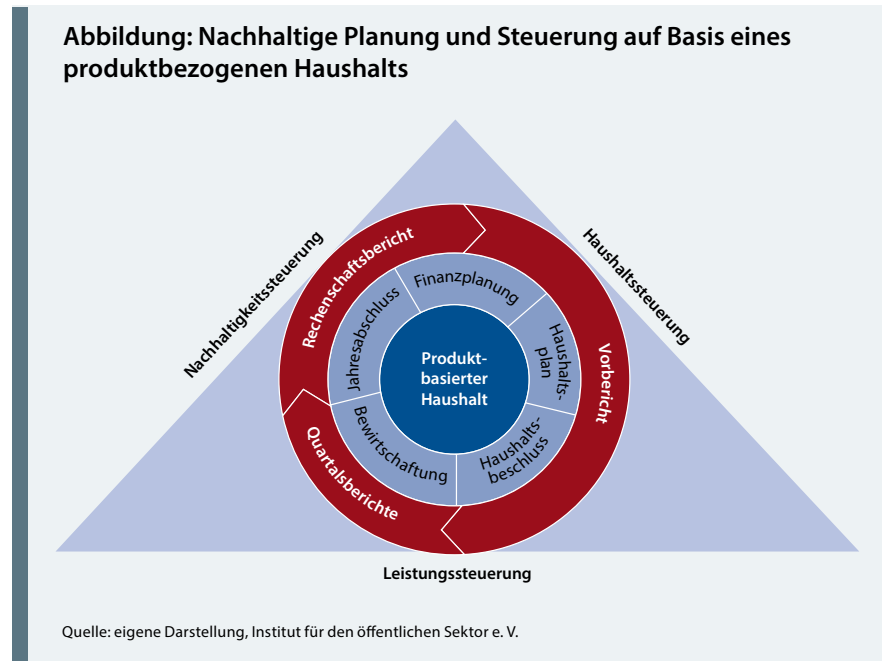 Abbildung: Nachhaltige Planung und Steuerung auf Basis eines
produktbezogenen Haushalts
Nachhaltigkeitssteuerung
Haushaltssteuerung
Rechenschaftsbericht
Vorbericht
Quartalsberichte
Finanzplanung
Jahresabschluss
Haushalts-
plan
Haushalts-
beschluss
Bewirtschaftung
Produkt-
basierter
Haushalt
Leistungssteuerung
Quelle: eigene Darstellung, Institut für den öffentlichen Sektor e. V.